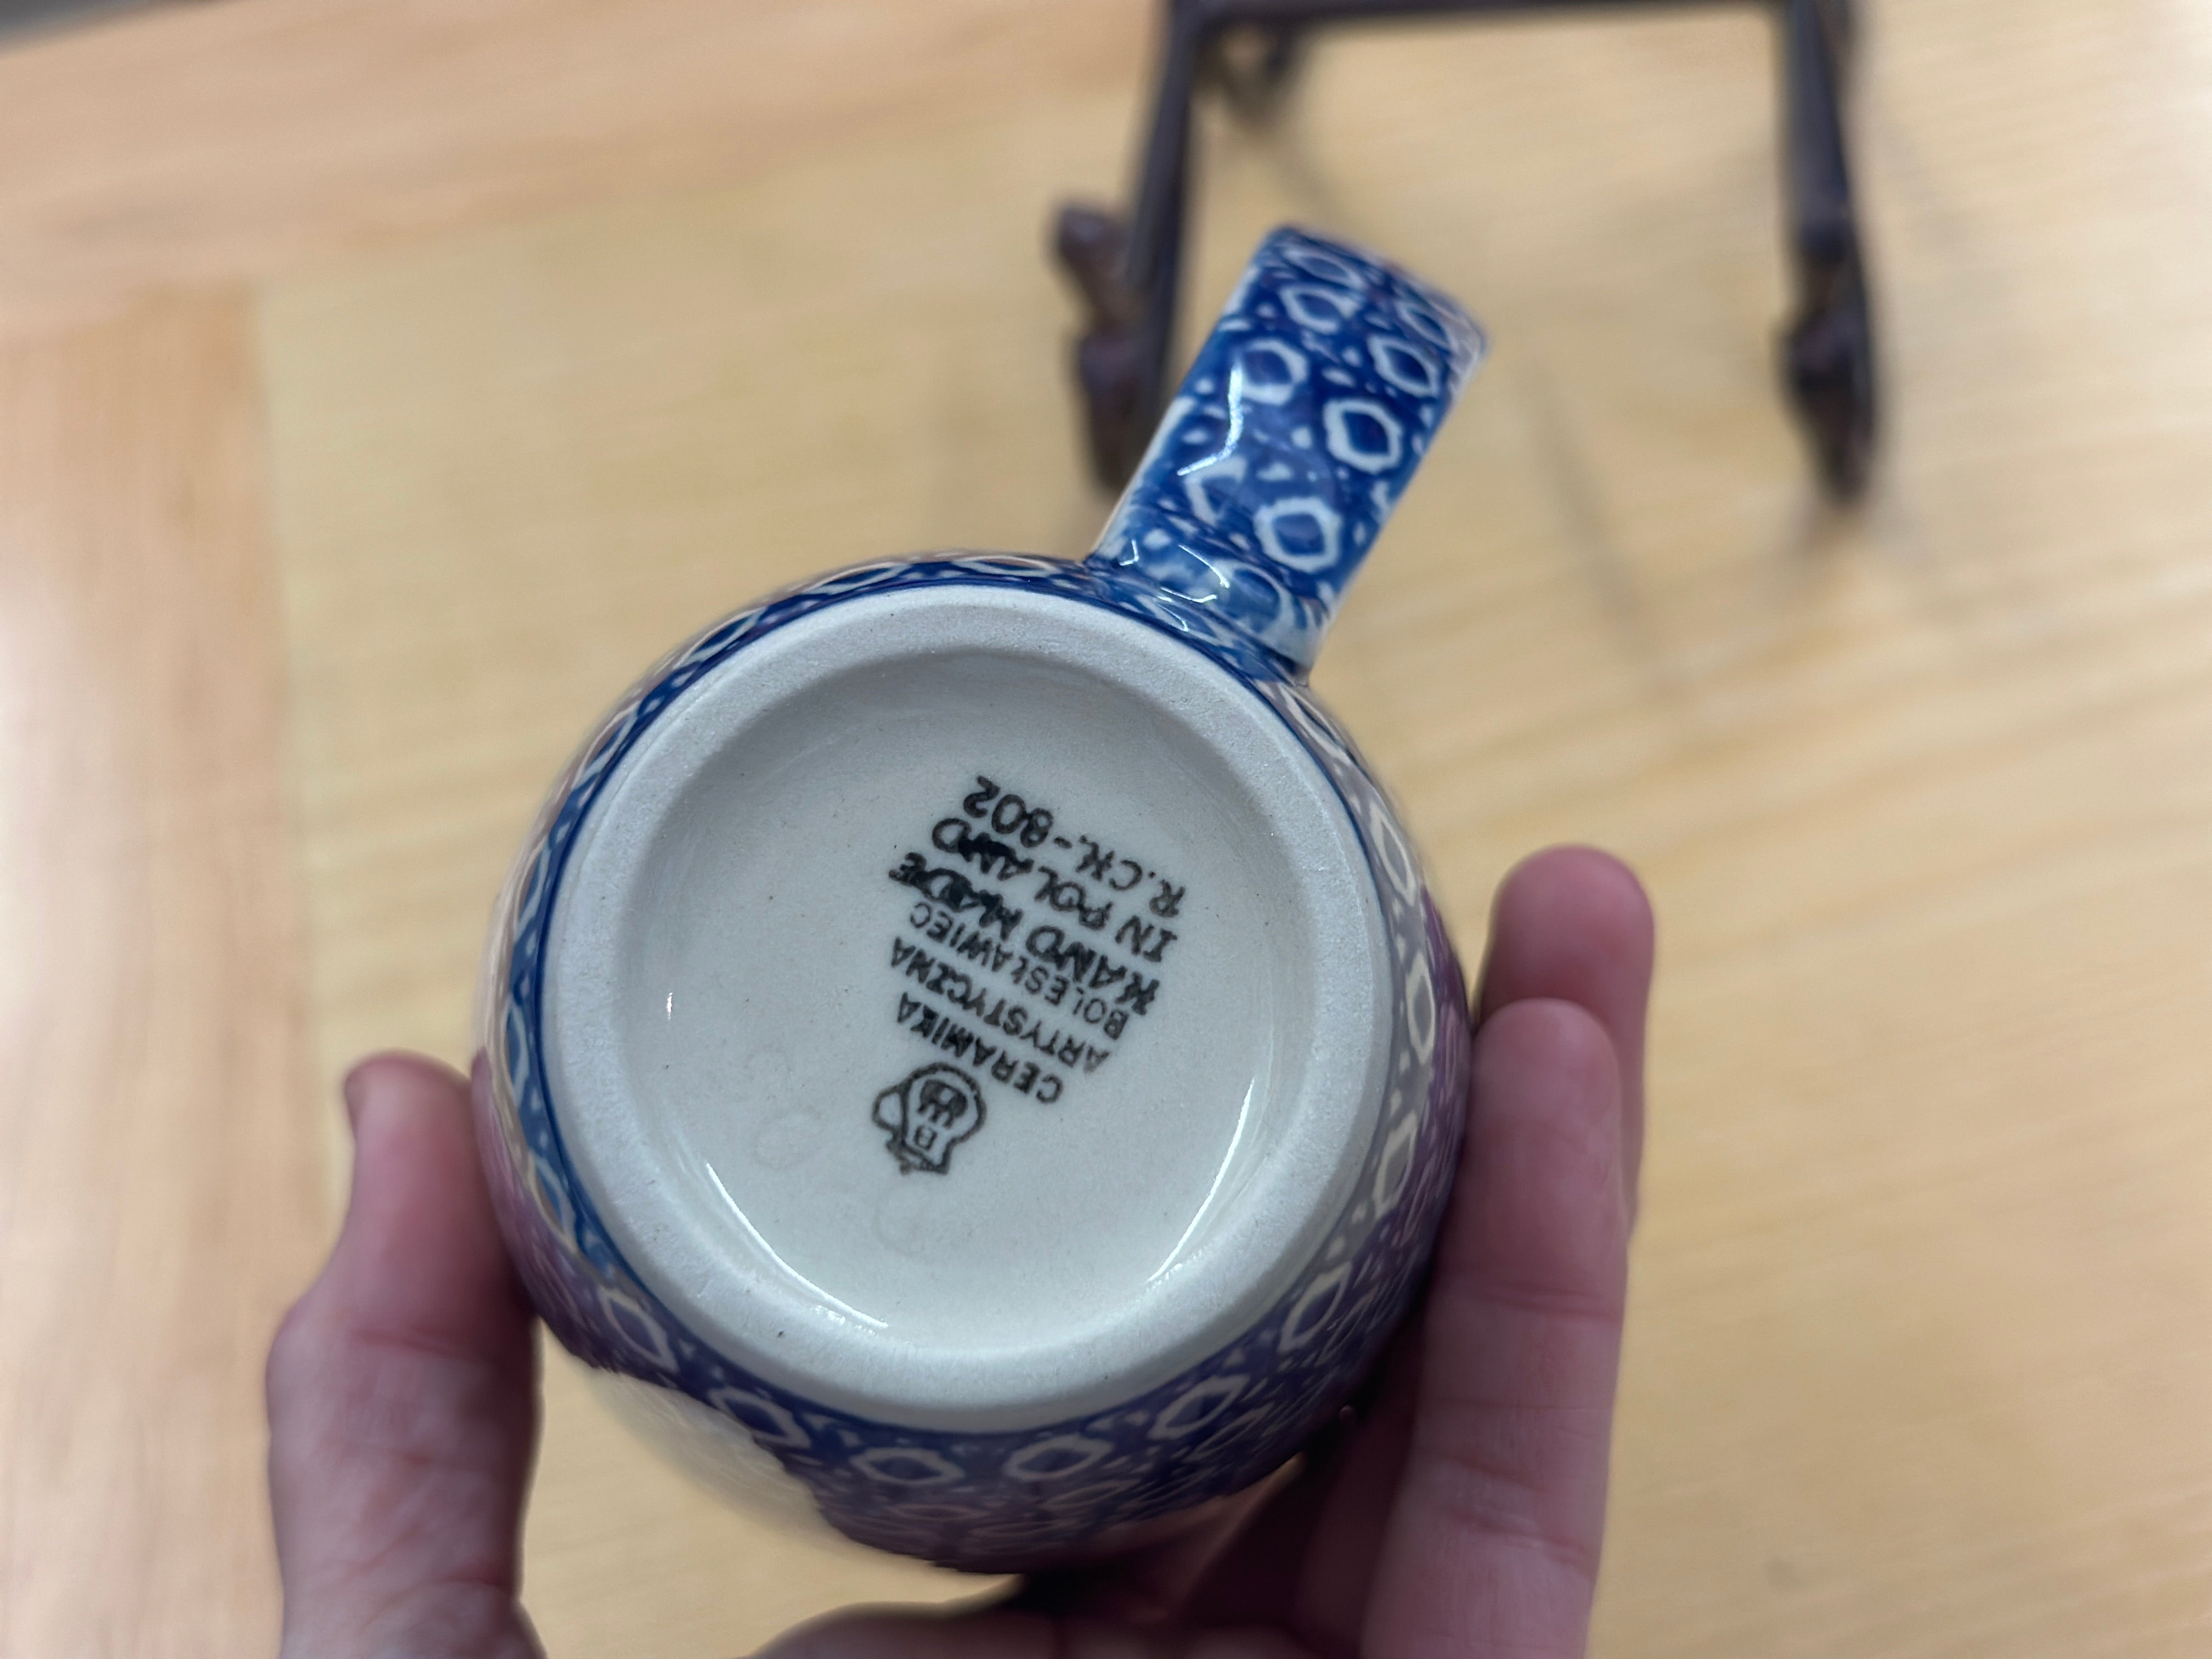 B
CERAMIKA
ARTYSTYCZNA
BOLESŁAWIEC
HAND MADE
IN POLAND
R.CH.-802